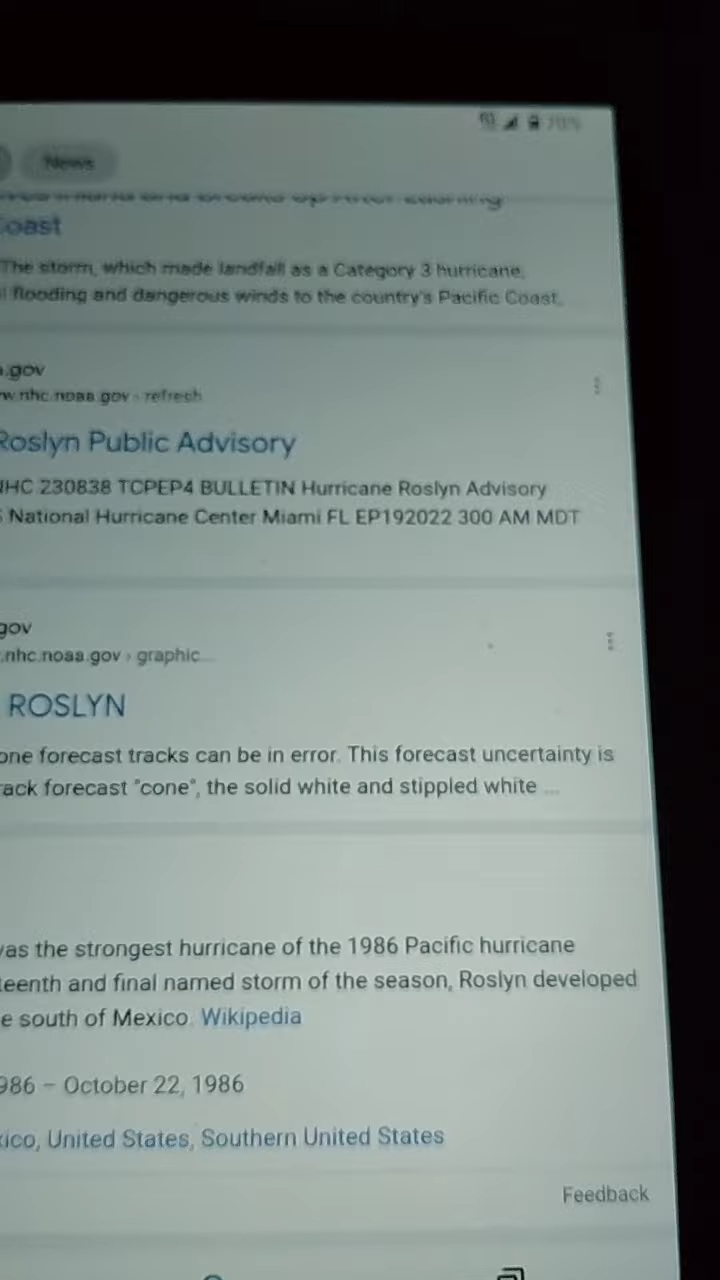 70%
News
Coast
The storm, which made landfall as a Category 3 hurricane,
flooding and dangerous winds to the country's Pacific Coast.
.gov
nhc.noaa.gov › refresh
Roslyn Public Advisory
NHC 230838 TCPEP4 BULLETIN Hurricane Roslyn Advisory
National Hurricane Center Miami FL EP192022 300 AM MDT
gov
.nhc.noaa.gov › graphic...
ROSLYN
one forecast tracks can be in error. This forecast uncertainty is
rack forecast "cone", the solid white and stippled white ...
was the strongest hurricane of the 1986 Pacific hurricane
teenth and final named storm of the season, Roslyn developed
e south of Mexico. Wikipedia
986 – October 22, 1986
xico, United States, Southern United States
Feedback